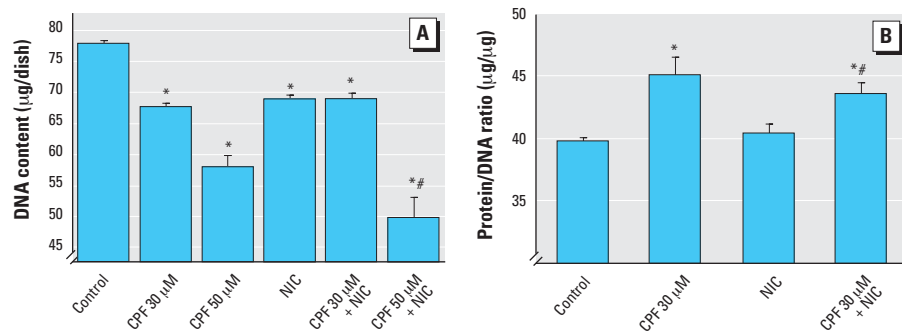 A
DNA content (µg/dish)
80
75
70
65
60
55
50
45
*
*
*
*
*#
Control
CPF 30 µM
CPF 50 µM
NIC
CPF 30 µM
+ NIC
CPF 50 µM
+ NIC
B
Protein/DNA ratio (µg/µg)
50
45
40
35
*
*#
Control
CPF 30 µM
NIC
CPF 30 µM
+ NIC